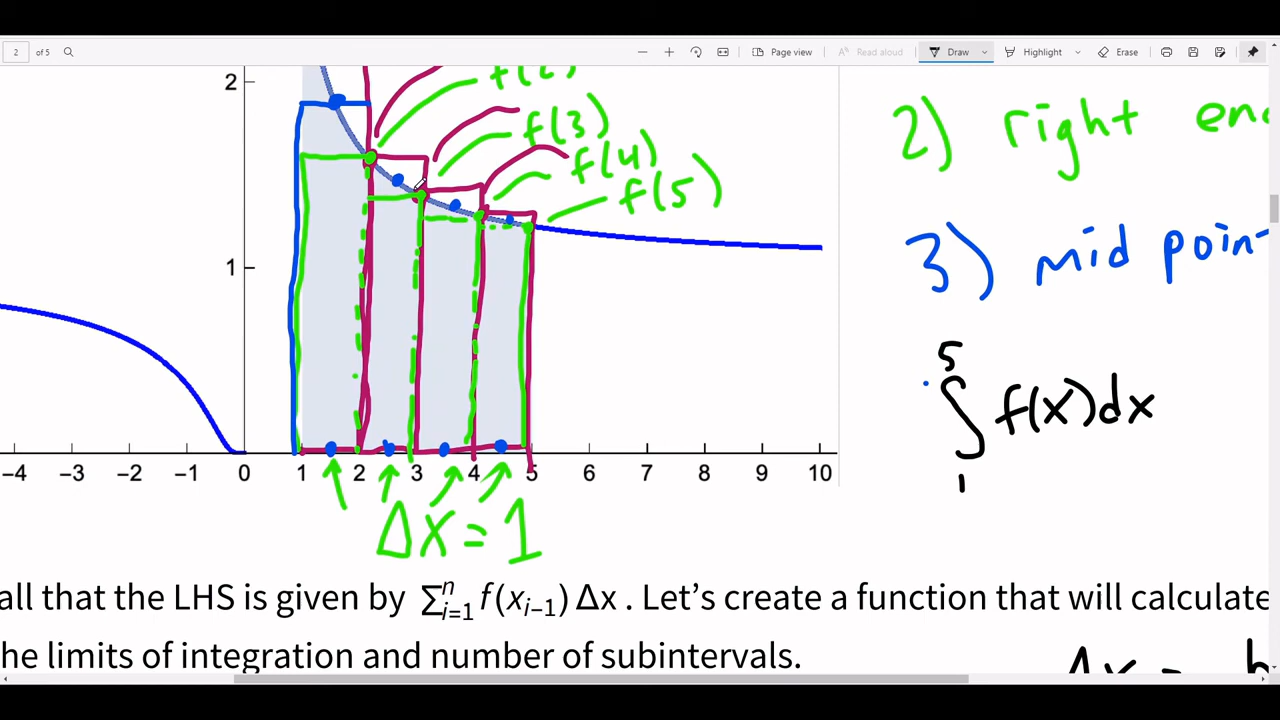 2 of 5 Page view Read aloud Draw Highlight Erase
2
f(2)
f(3)
f(4)
f(5)
1
−4 −3 −2 −1 0 1 2 3 4 5 6 7 8 9 10
Δx = 1
2) right en
3) mid poin
5
∫ f(x)dx
1
all that the LHS is given by ∑ⁿᵢ₌₁ f(xᵢ₋₁) Δx . Let's create a function that will calculate
he limits of integration and number of subintervals.
Δx = b